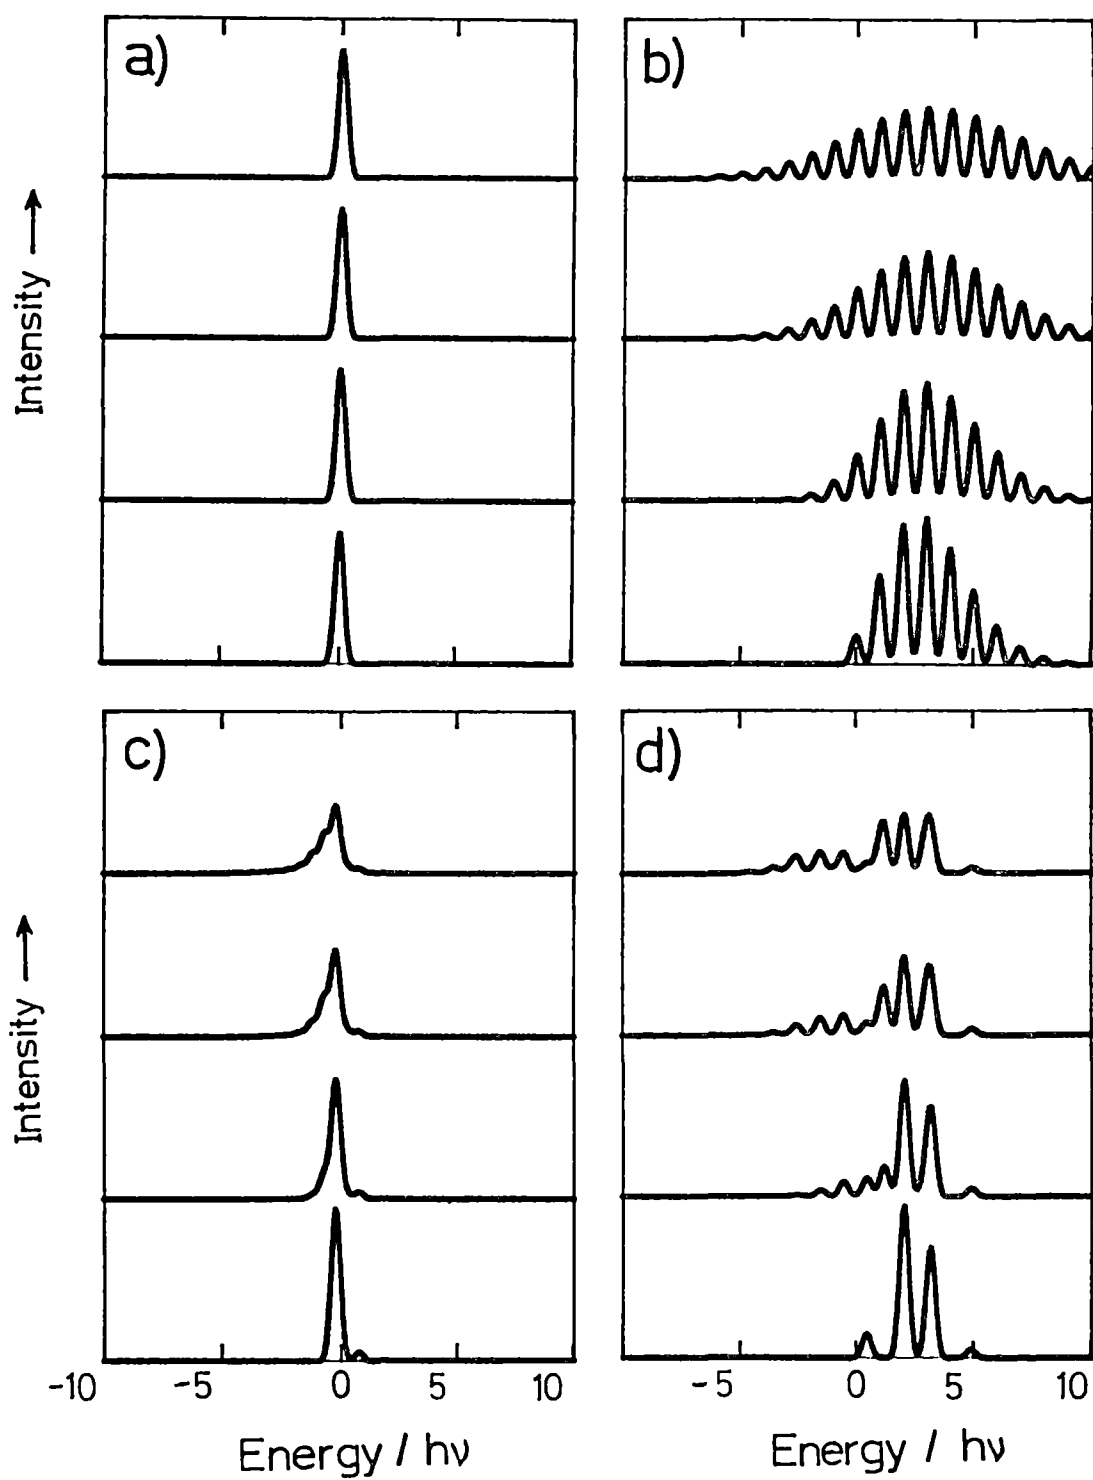 a)
b)
Intensity →
c)
d)
Intensity →
-10 -5 0 5 10
-5 0 5 10
Energy / hν
Energy / hν